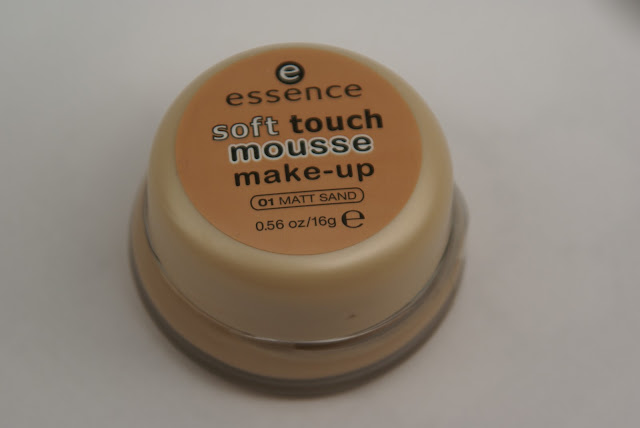 e
essence
soft touch
mousse
make-up
01 MATT SAND
0.56 oz/16g ℮